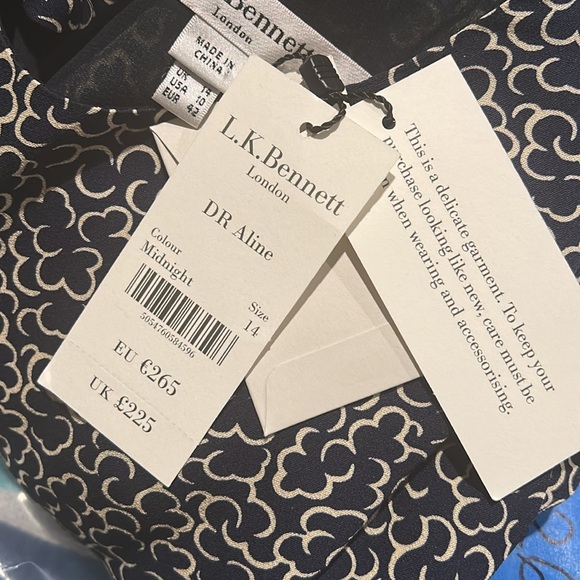 Bennett
London
MADE IN
CHINA
UK 14
USA 10
EUR 42
L.K.Bennett
London
DR Aline
Colour
Midnight
Size
14
5054760584596
EU €265
UK £225
This is a delicate garment. To keep your
purchase looking like new, care must be
when wearing and accessorising.